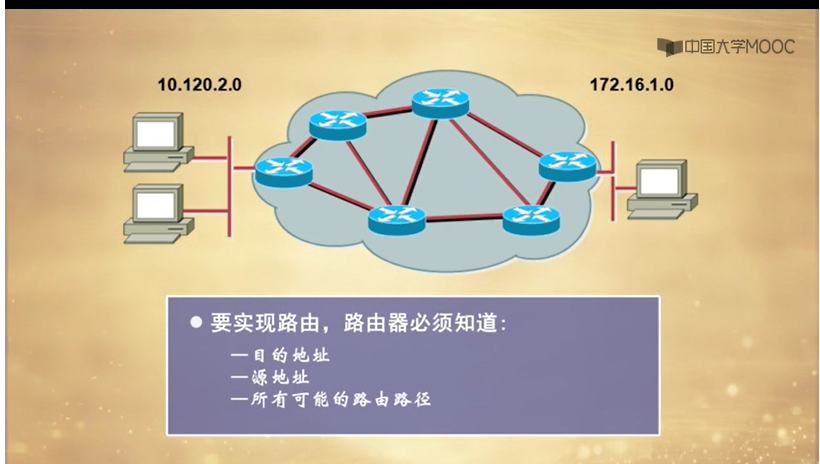 中国大学MOOC
10.120.2.0
172.16.1.0
● 要实现路由，路由器必须知道：
—目的地址
—源地址
—所有可能的路由路径